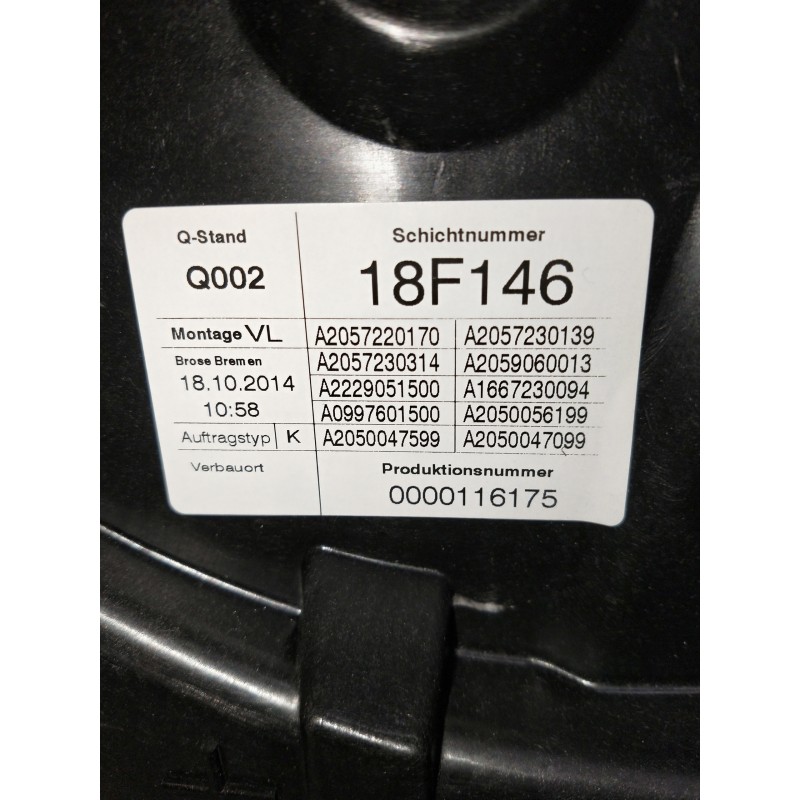 Q-Stand
Schichtnummer
Q002
18F146
Montage VL
A2057220170 A2057230139
Brose Bremen
A2057230314 A2059060013
18.10.2014
A2229051500 A1667230094
10:58
A0997601500 A2050056199
Auftragstyp K
A2050047599 A2050047099
Verbauort
Produktionsnummer
0000116175